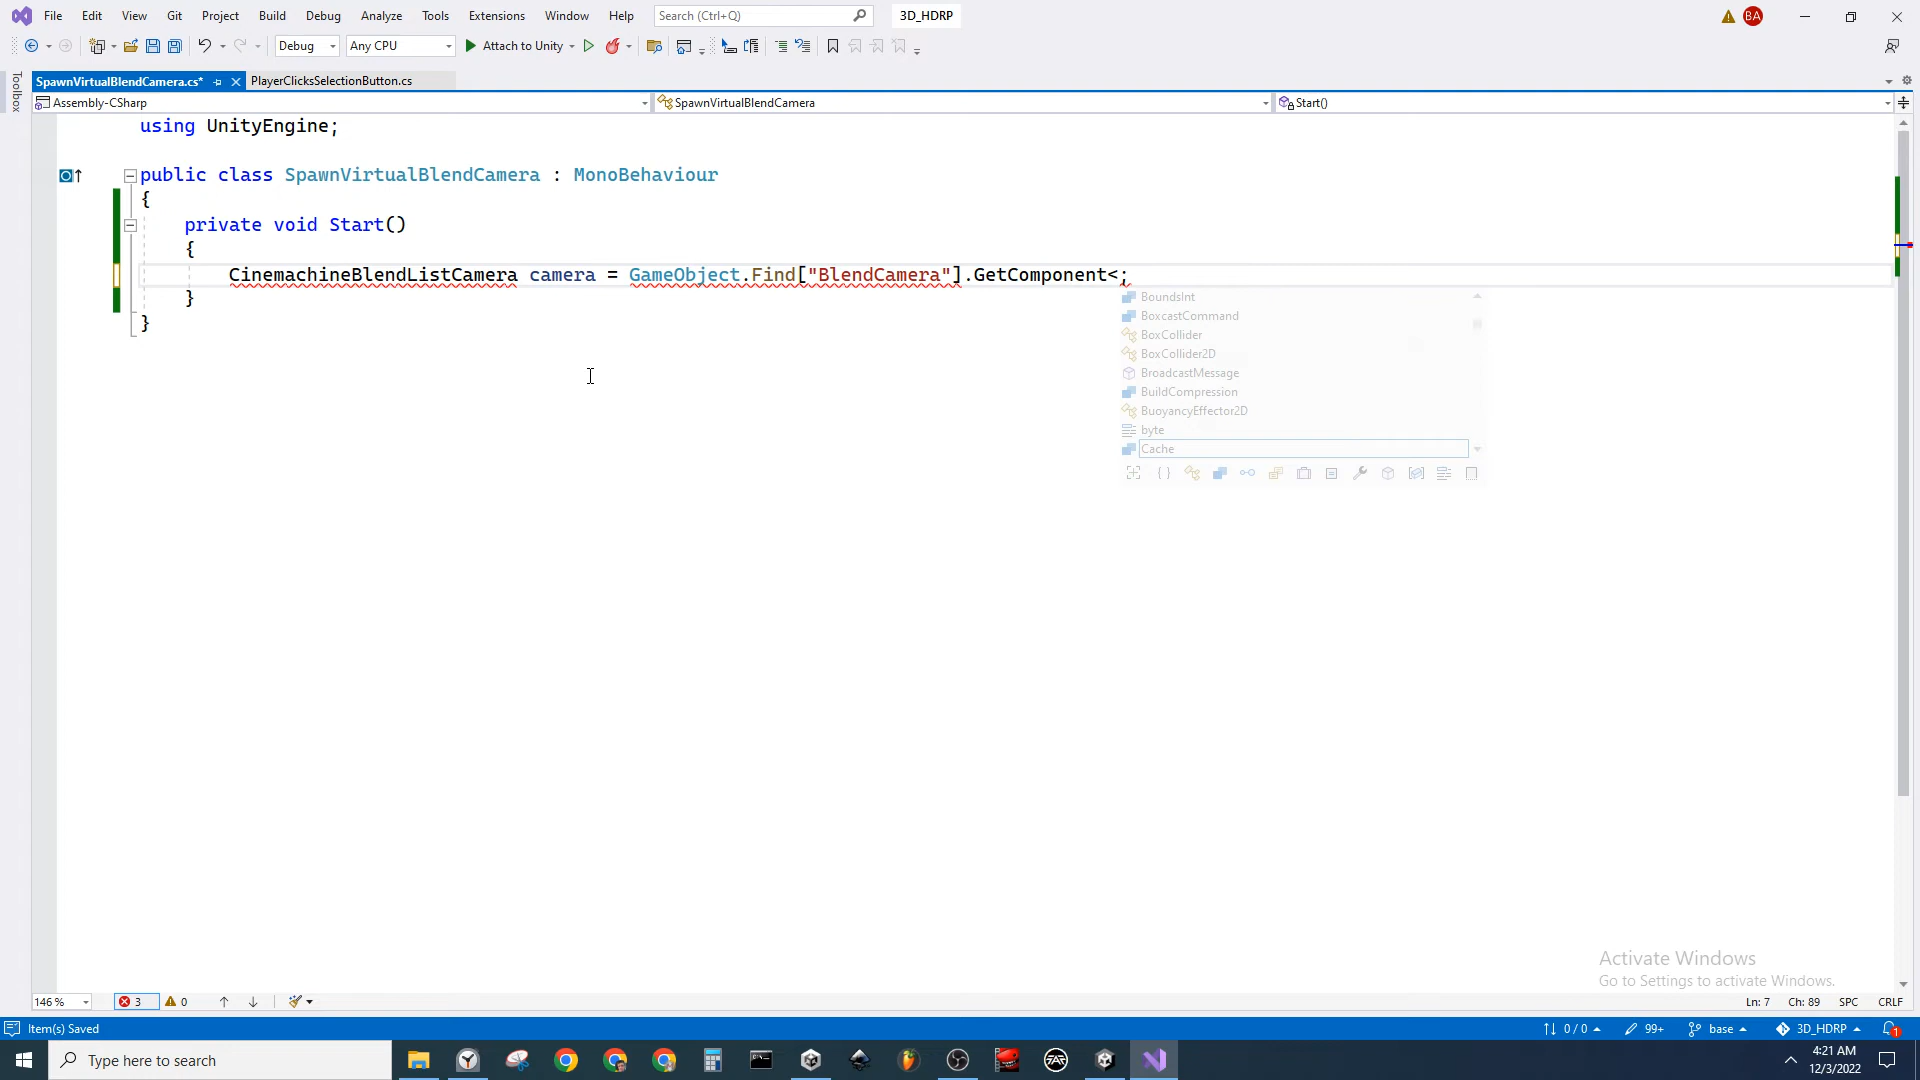 File Edit View Git Project Build Debug Analyze Tools Extensions Window Help Search (Ctrl+Q) 3D_HDRP BA
Debug Any CPU Attach to Unity
Toolbox
SpawnVirtualBlendCamera.cs* PlayerClicksSelectionButton.cs
Assembly-CSharp SpawnVirtualBlendCamera Start()
using UnityEngine;
public class SpawnVirtualBlendCamera : MonoBehaviour
{
private void Start()
{
CinemachineBlendListCamera camera = GameObject.Find["BlendCamera"].GetComponent<;
}
}
BoundsInt
BoxcastCommand
BoxCollider
BoxCollider2D
BroadcastMessage
BuildCompression
BuoyancyEffector2D
byte
Cache
Activate Windows
Go to Settings to activate Windows.
146 % 3 0 Ln: 7 Ch: 89 SPC CRLF
Item(s) Saved 0 / 0 99+ base 3D_HDRP 1
Type here to search 4:21 AM
12/3/2022